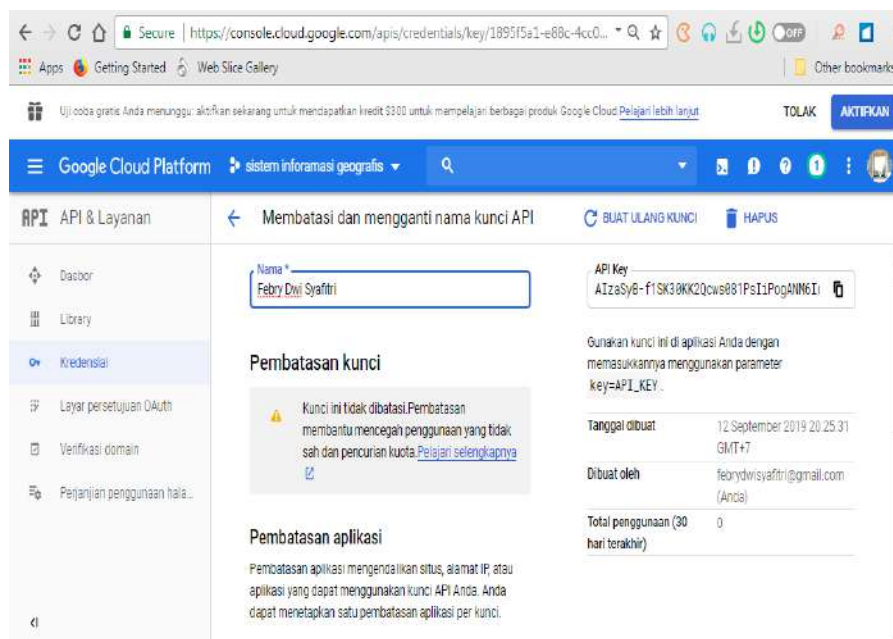 Secure | https://console.cloud.google.com/apis/credentials/key/1895f5a1-e88c-4cc0...
OFF
Apps Getting Started Web Slice Gallery Other bookmarks
Uji coba gratis Anda menunggu: aktifkan sekarang untuk mendapatkan kredit $300 untuk mempelajari berbagai produk Google Cloud. Pelajari lebih lanjut TOLAK AKTIFKAN
Google Cloud Platform sistem inforamasi geografis 1
API API & Layanan
Membatasi dan mengganti nama kunci API BUAT ULANG KUNCI HAPUS
Dasbor
Library
Kredensial
Layar persetujuan OAuth
Verifikasi domain
Perjanjian penggunaan hala...
Nama *
Febry Dwi Syafitri
Pembatasan kunci
Kunci ini tidak dibatasi.Pembatasan
membantu mencegah penggunaan yang tidak
sah dan pencurian kuota.Pelajari selengkapnya
Pembatasan aplikasi
Pembatasan aplikasi mengendalikan situs, alamat IP, atau
aplikasi yang dapat menggunakan kunci API Anda. Anda
dapat menetapkan satu pembatasan aplikasi per kunci.
API Key
Gunakan kunci ini di aplikasi Anda dengan
memasukkannya menggunakan parameter
key=API_KEY.
Tanggal dibuat 12 September 2019 20.25.31
GMT+7
Dibuat oleh febrydwisyafitri@gmail.com
(Anda)
Total penggunaan (30 0
hari terakhir)